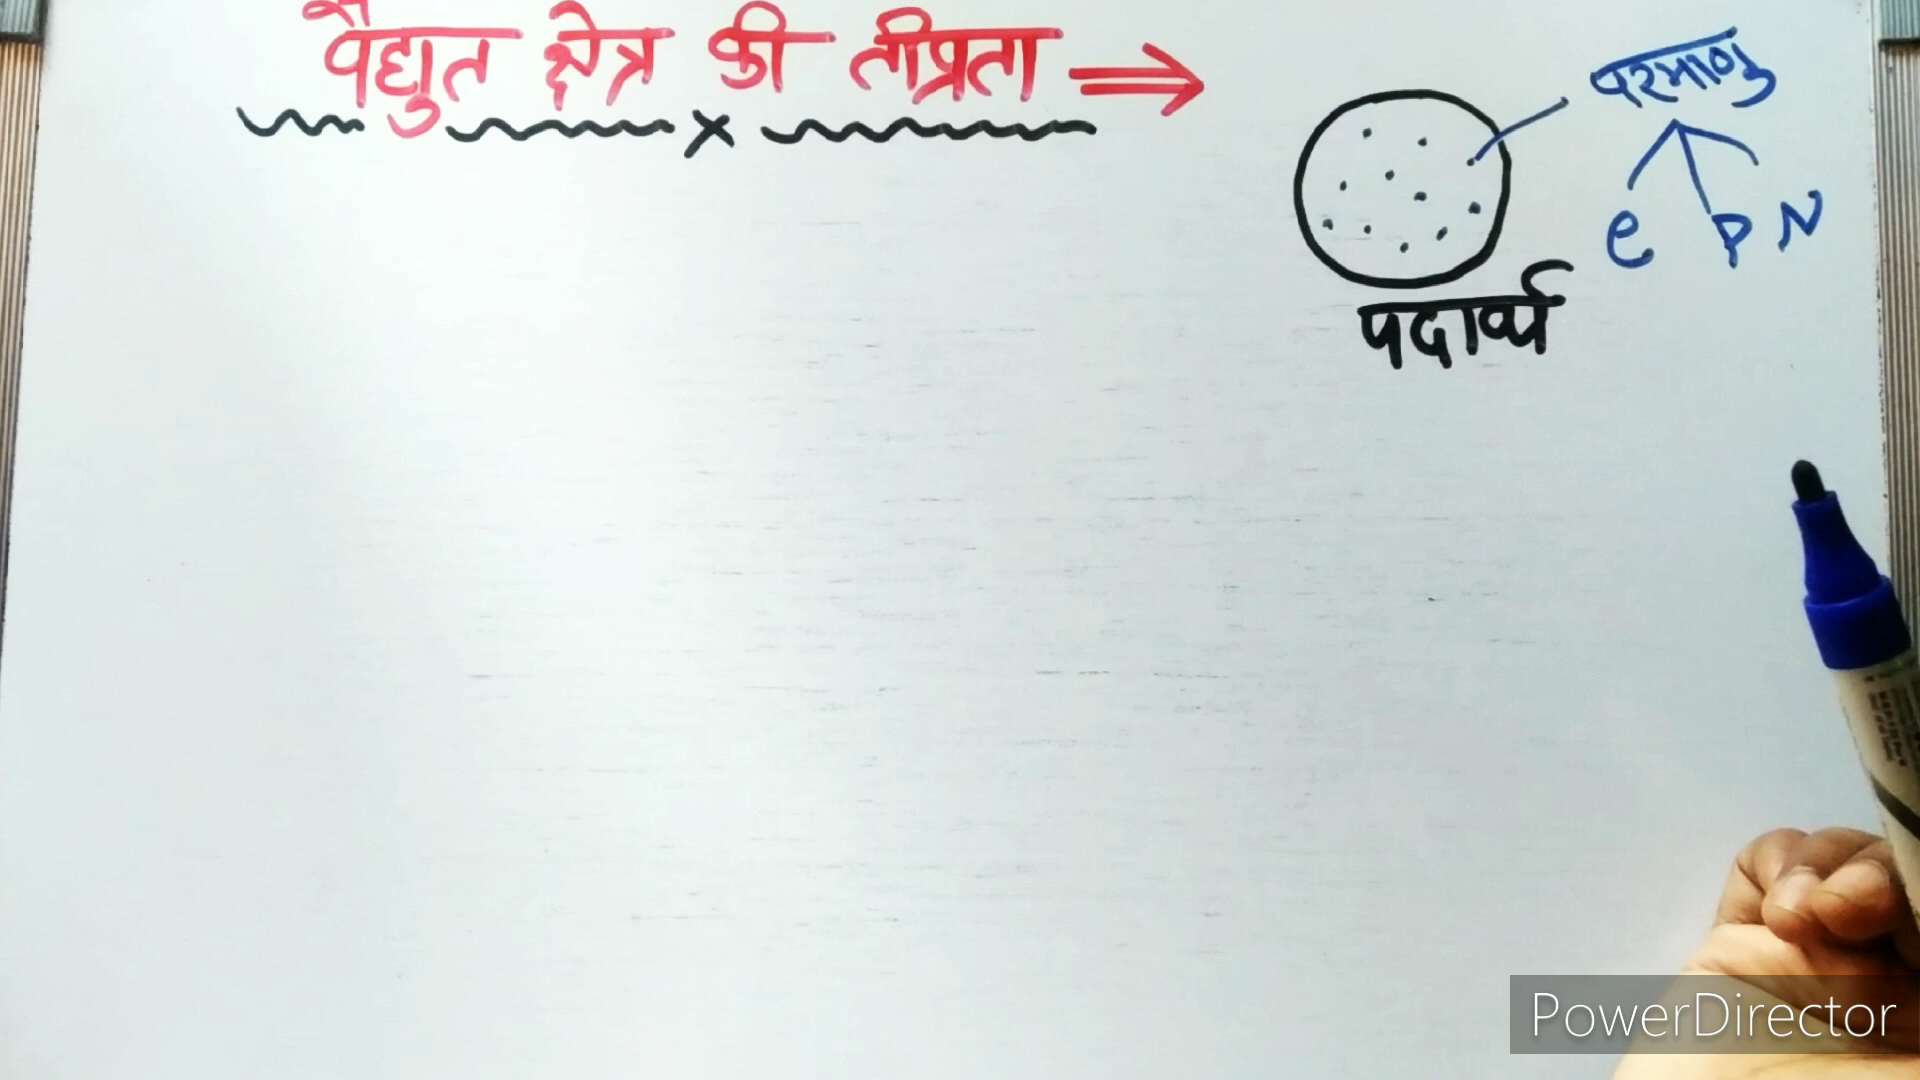 वैद्युत क्षेत्र की तीव्रता ⇒
परमाणु
e P N
पदार्थ
PowerDirector